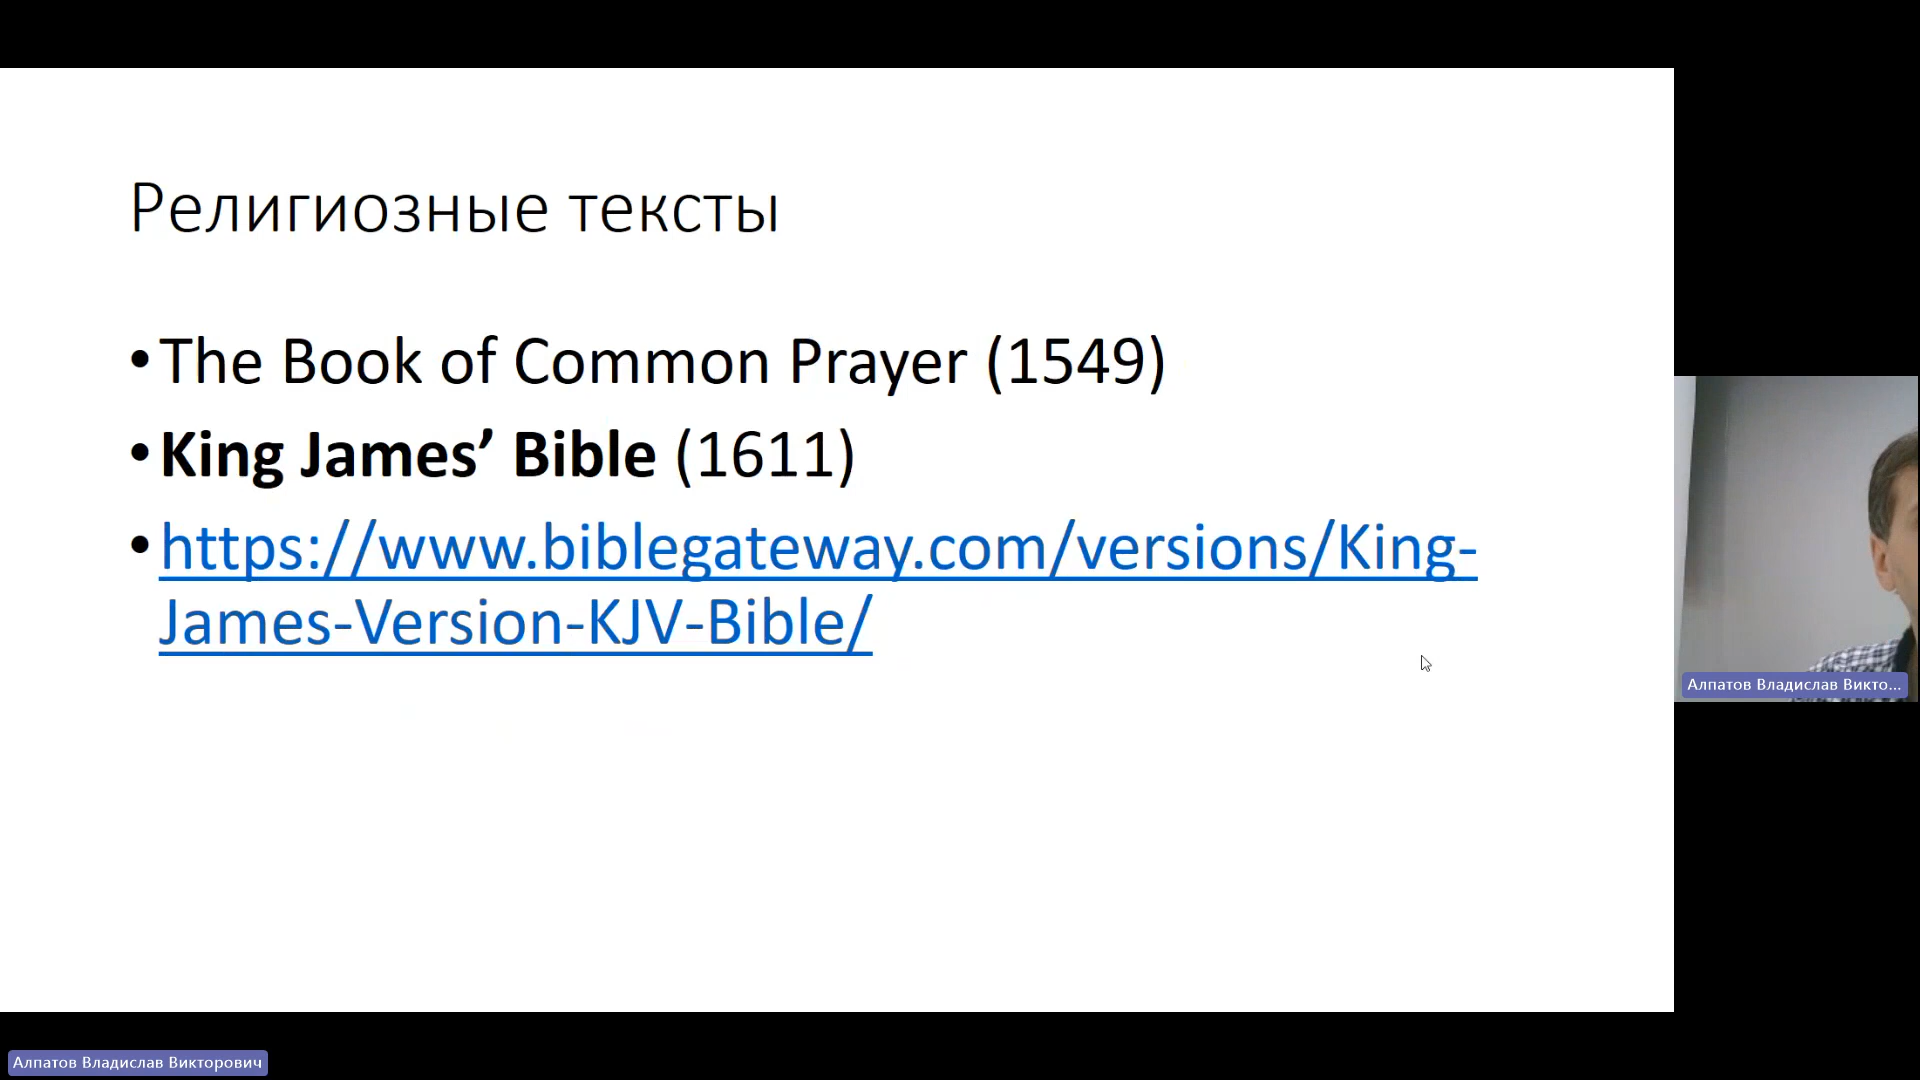 Религиозные тексты
•The Book of Common Prayer (1549)
•King James’ Bible (1611)
•https://www.biblegateway.com/versions/King-
James-Version-KJV-Bible/
Алпатов Владислав Викто...
Алпатов Владислав Викторович